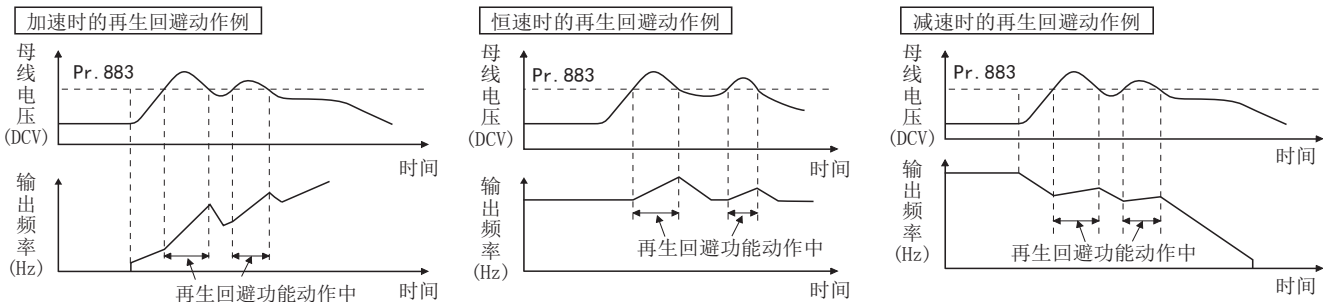 加速时的再生回避动作例
母线电压(DCV)
Pr.883
时间
输出频率(Hz)
再生回避功能动作中
时间
恒速时的再生回避动作例
母线电压(DCV)
Pr.883
时间
输出频率(Hz)
再生回避功能动作中
时间
减速时的再生回避动作例
母线电压(DCV)
Pr.883
时间
输出频率(Hz)
再生回避功能动作中
时间